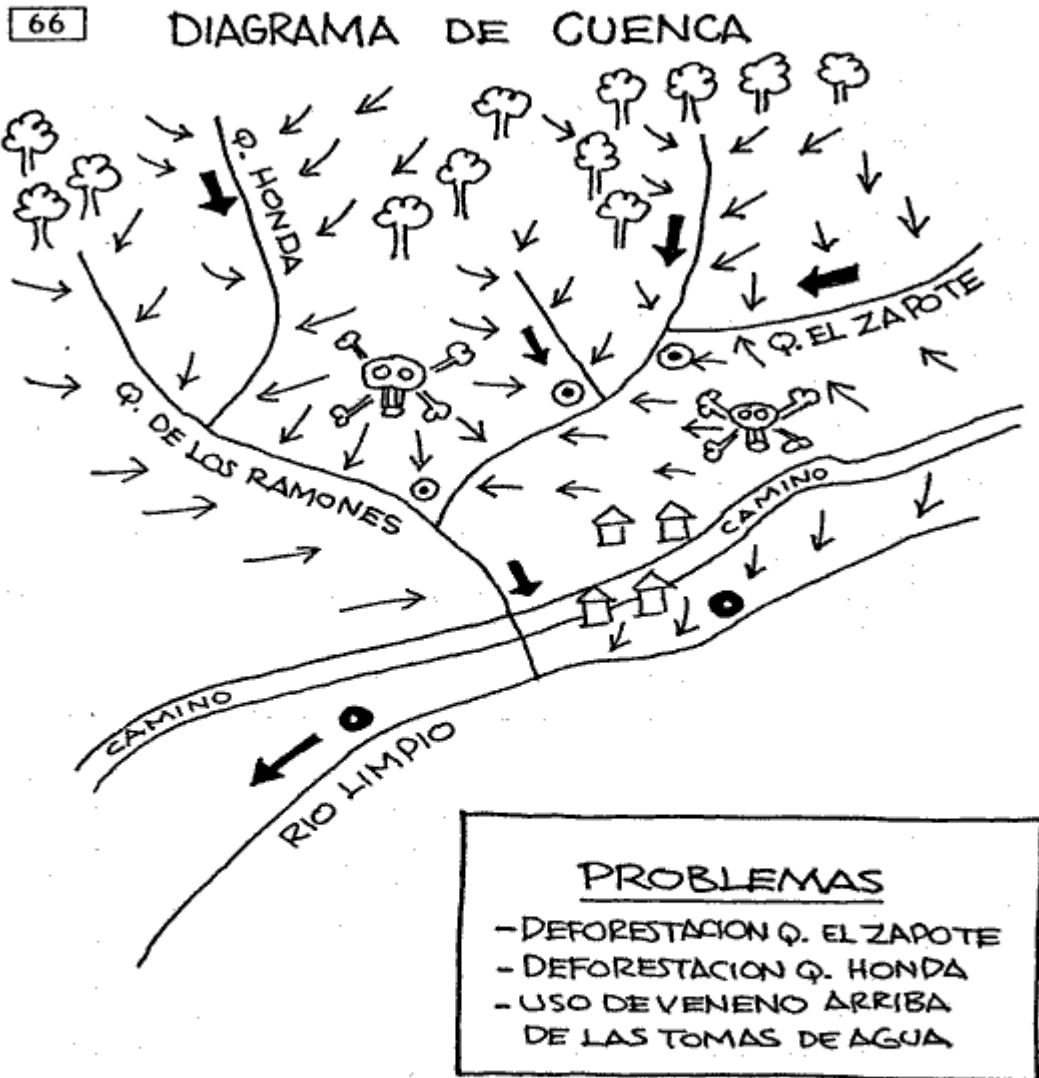 66
DIAGRAMA DE CUENCA
Q. HONDA
Q. EL ZAPOTE
Q. DE LOS RAMONES
CAMINO
CAMINO
RIO LIMPIO
PROBLEMAS
- DEFORESTACION Q. EL ZAPOTE
- DEFORESTACION Q. HONDA
- USO DE VENENO ARRIBA
DE LAS TOMAS DE AGUA